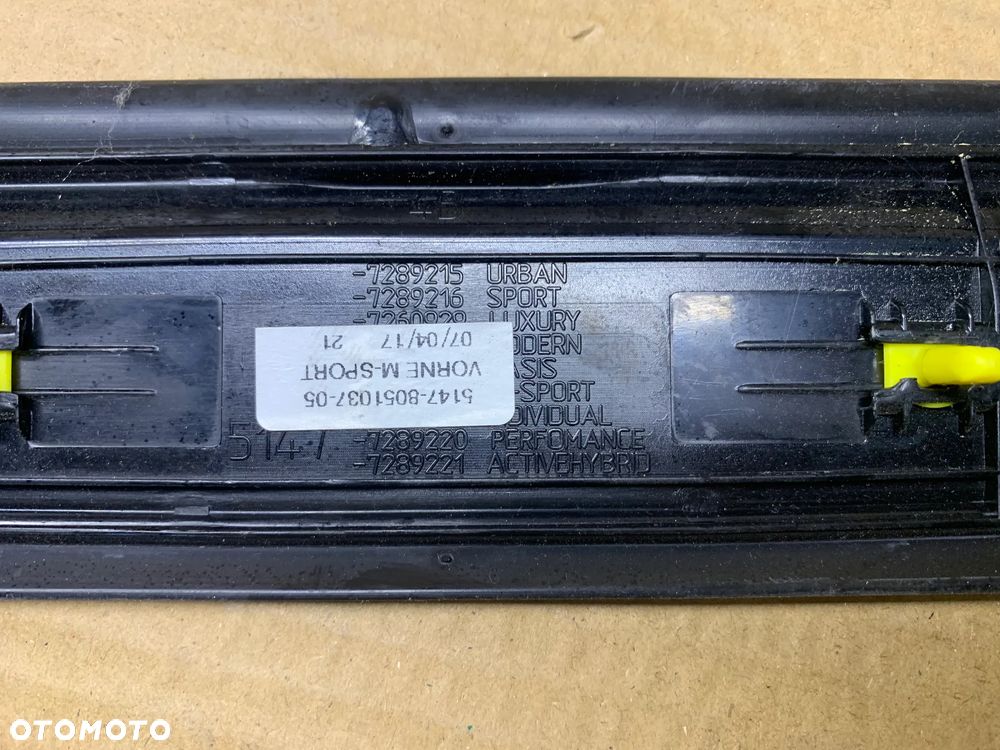 -7289215 URBAN
-7289216 SPORT
LUXURY
ODERN
ASIS
-SPORT
DIVIDUAL
-7289220 PERFOMANCE
-7289221 ACTIVEHYBRID
5147
5147-8051037-05
VORNE M-SPORT
07/04/17 21
OTOMOTO